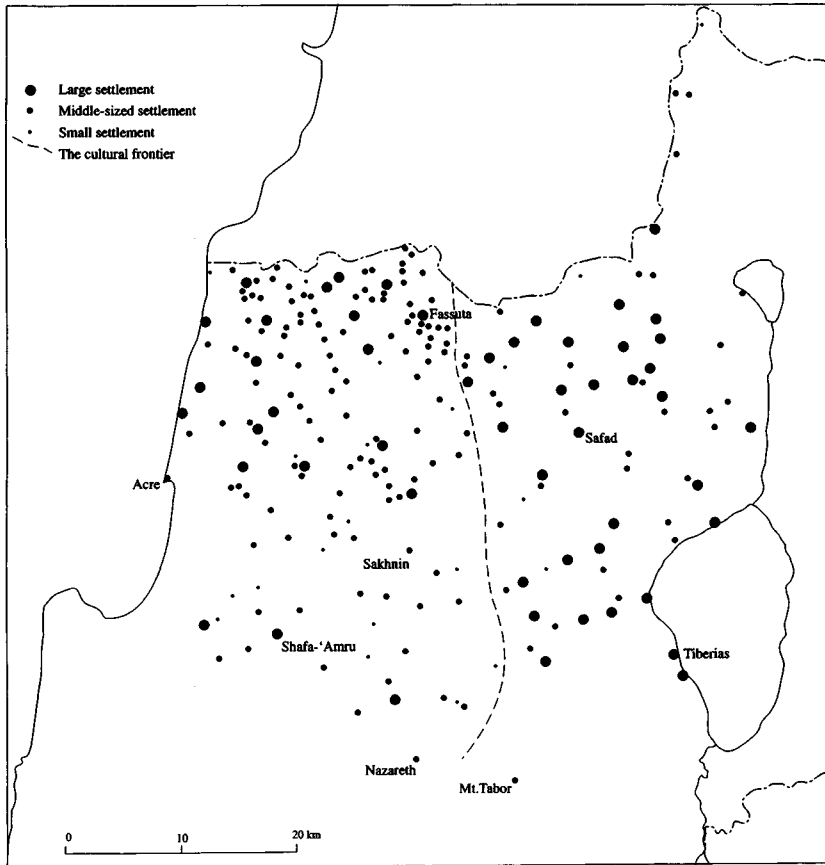 Large settlement
Middle-sized settlement
Small settlement
The cultural frontier
Fassuta
Safad
Acre
Sakhnin
Shafa-‘Amru
Tiberias
Nazareth
Mt.Tabor
0 10 20 km